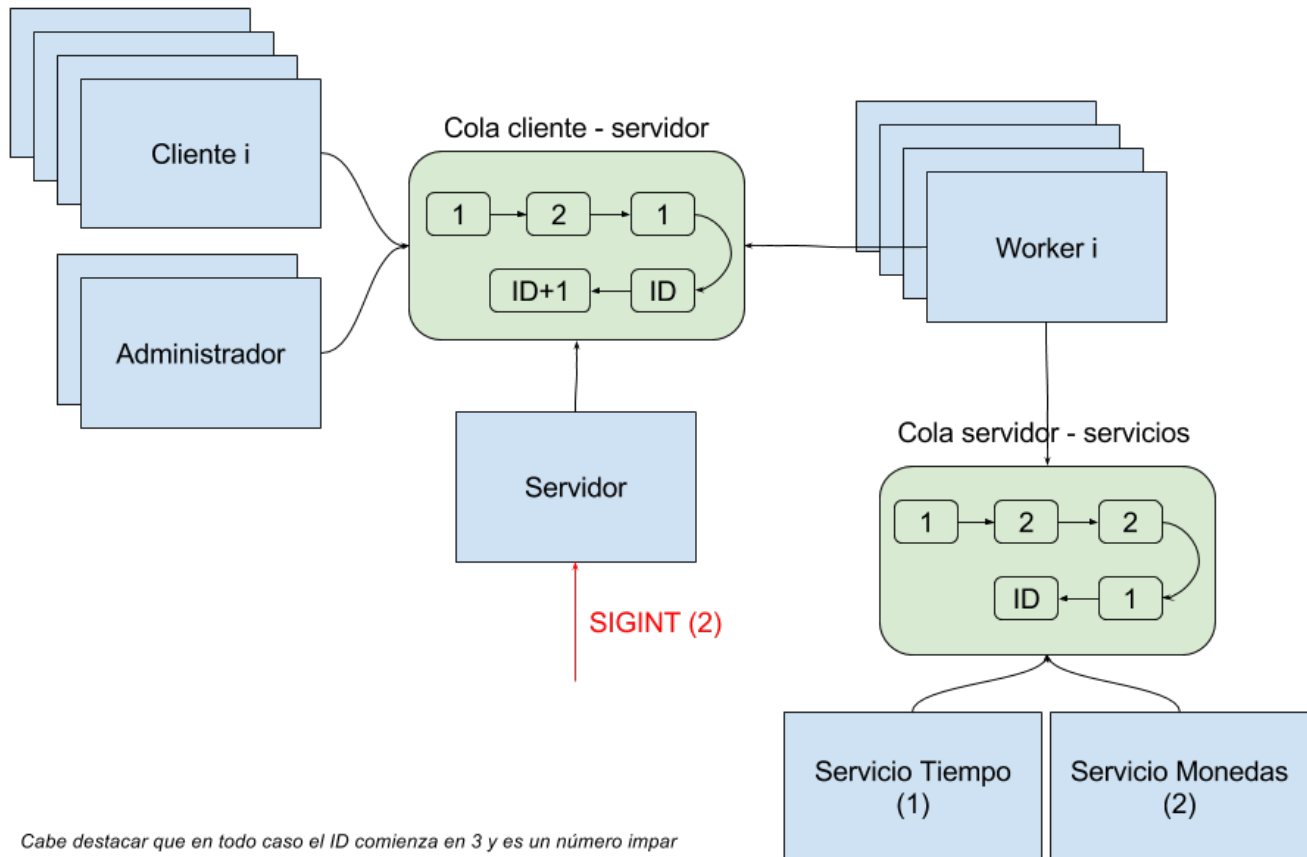 Cliente i
Administrador
Cola cliente - servidor
1
2
1
ID+1
ID
Worker i
Servidor
SIGINT (2)
Cola servidor - servicios
1
2
2
ID
1
Servicio Tiempo
(1)
Servicio Monedas
(2)
Cabe destacar que en todo caso el ID comienza en 3 y es un número impar